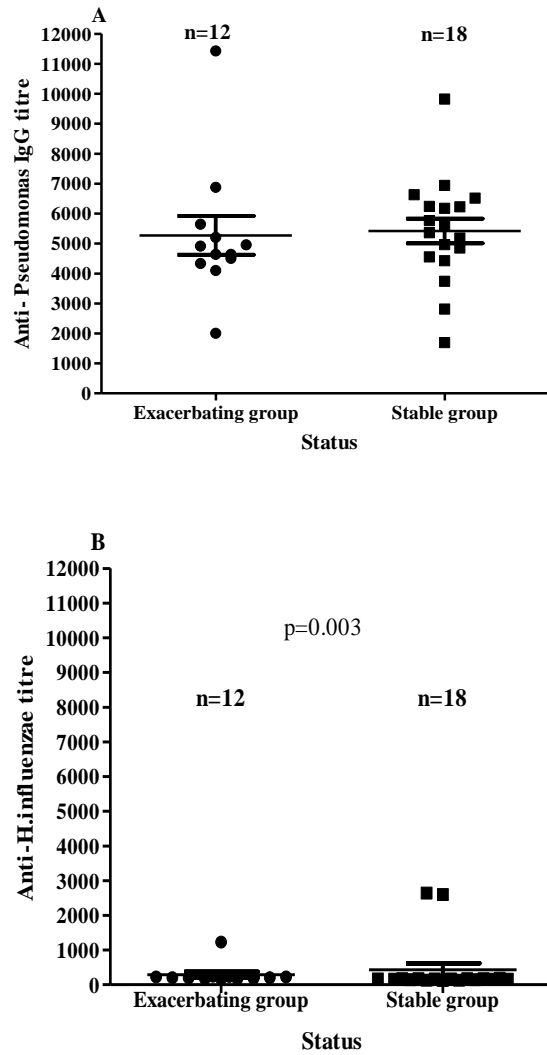 A
n=12
n=18
Anti- Pseudomonas IgG titre
12000
11000
10000
9000
8000
7000
6000
5000
4000
3000
2000
1000
0
Exacerbating group
Stable group
Status
B
12000
11000
10000
9000
8000
7000
6000
5000
4000
3000
2000
1000
0
p=0.003
n=12
n=18
Anti-H.influenzae titre
Exacerbating group
Stable group
Status